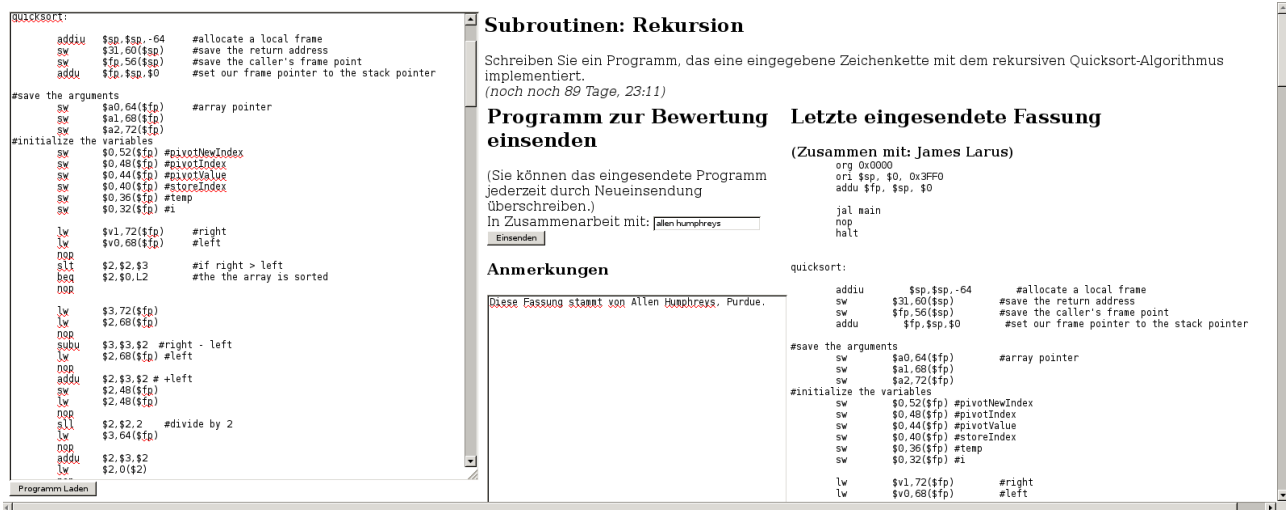 quicksort:
addiu $sp,$sp,-64 #allocate a local frame
sw $31,60($sp) #save the return address
sw $fp,56($sp) #save the caller's frame point
addu $fp,$sp,$0 #set our frame pointer to the stack pointer
#save the arguments
sw $a0,64($fp) #array pointer
sw $a1,68($fp)
sw $a2,72($fp)
#initialize the variables
sw $0,52($fp) #pivotNewIndex
sw $0,48($fp) #pivotIndex
sw $0,44($fp) #pivotValue
sw $0,40($fp) #storeIndex
sw $0,36($fp) #temp
sw $0,32($fp) #i
lw $v1,72($fp) #right
lw $v0,68($fp) #left
nop
slt $2,$2,$3 #if right > left
beq $2,$0,L2 #the the array is sorted
nop
lw $3,72($fp)
lw $2,68($fp)
nop
subu $3,$3,$2 #right - left
lw $2,68($fp) #left
nop
addu $2,$3,$2 # +left
sw $2,48($fp)
lw $2,48($fp)
nop
sll $2,$2,2 #divide by 2
lw $3,64($fp)
nop
addu $2,$3,$2
lw $2,0($2)
Programm Laden
Subroutinen: Rekursion
Schreiben Sie ein Programm, das eine eingegebene Zeichenkette mit dem rekursiven Quicksort-Algorithmus
implementiert.
(noch noch 89 Tage, 23:11)
Programm zur Bewertung
einsenden
(Sie können das eingesendete Programm
jederzeit durch Neueinsendung
überschreiben.)
In Zusammenarbeit mit: allen humphreys
Einsenden
Anmerkungen
Diese Fassung stammt von Allen Humphreys, Purdue.
Letzte eingesendete Fassung
(Zusammen mit: James Larus)
org 0x0000
ori $sp, $0, 0x3FF0
addu $fp, $sp, $0
jal main
nop
halt
quicksort:
addiu $sp,$sp,-64 #allocate a local frame
sw $31,60($sp) #save the return address
sw $fp,56($sp) #save the caller's frame point
addu $fp,$sp,$0 #set our frame pointer to the stack pointer
#save the arguments
sw $a0,64($fp) #array pointer
sw $a1,68($fp)
sw $a2,72($fp)
#initialize the variables
sw $0,52($fp) #pivotNewIndex
sw $0,48($fp) #pivotIndex
sw $0,44($fp) #pivotValue
sw $0,40($fp) #storeIndex
sw $0,36($fp) #temp
sw $0,32($fp) #i
lw $v1,72($fp) #right
lw $v0,68($fp) #left